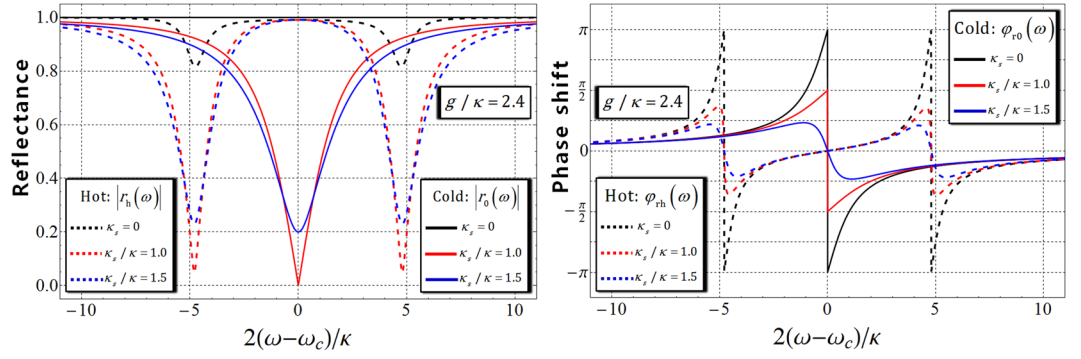 Reflectance
1.0
0.8
0.6
0.4
0.2
0.0
g / κ = 2.4
Hot: |r_h(ω)|
κ_s = 0
κ_s / κ = 1.0
κ_s / κ = 1.5
Cold: |r_0(ω)|
κ_s = 0
κ_s / κ = 1.0
κ_s / κ = 1.5
−10 −5 0 5 10
2(ω−ω_c)/κ
Phase shift
π
π/2
0
−π/2
−π
g / κ = 2.4
Cold: φ_r0(ω)
κ_s = 0
κ_s / κ = 1.0
κ_s / κ = 1.5
Hot: φ_rh(ω)
κ_s = 0
κ_s / κ = 1.0
κ_s / κ = 1.5
−10 −5 0 5 10
2(ω−ω_c)/κ